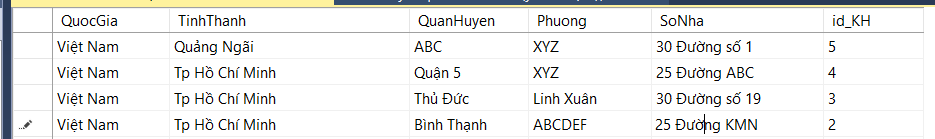 QuocGia TinhThanh QuanHuyen Phuong SoNha id_KH
Việt Nam Quảng Ngãi ABC XYZ 30 Đường số 1 5
Việt Nam Tp Hồ Chí Minh Quận 5 XYZ 25 Đường ABC 4
Việt Nam Tp Hồ Chí Minh Thủ Đức Linh Xuân 30 Đường số 19 3
Việt Nam Tp Hồ Chí Minh Bình Thạnh ABCDEF 25 Đường KMN 2